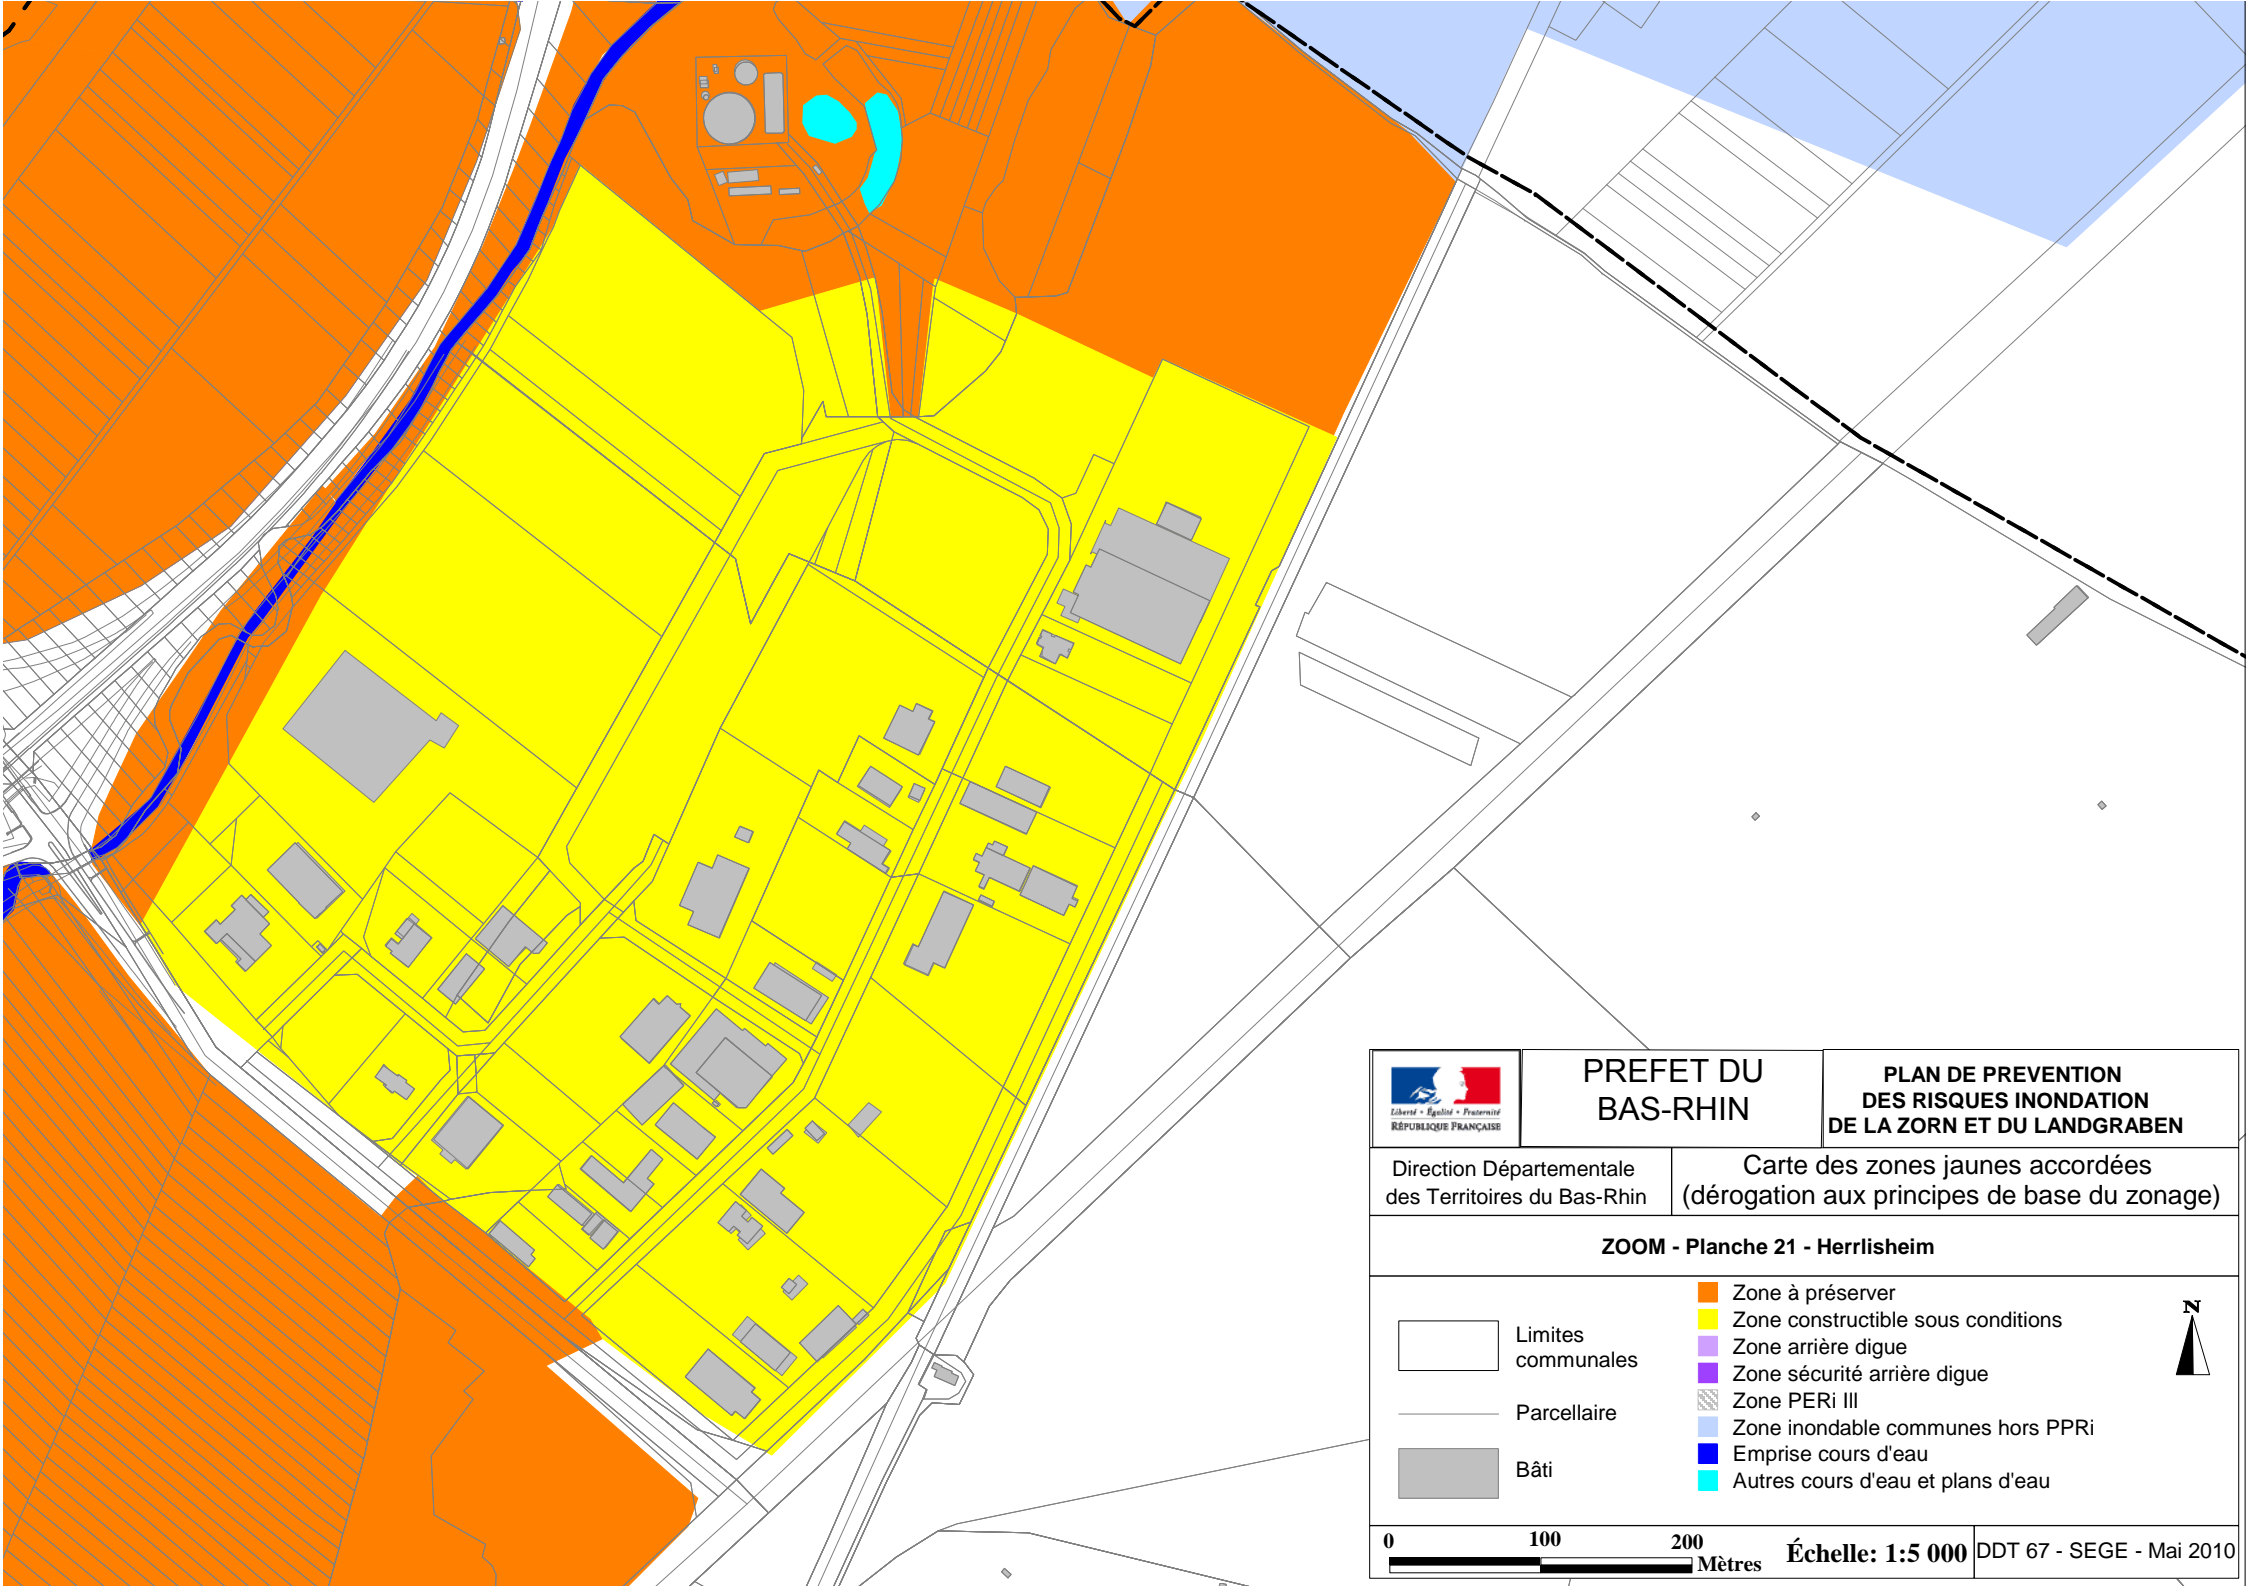 Liberté • Égalité • Fraternité
RÉPUBLIQUE FRANÇAISE
PREFET DU
BAS-RHIN
PLAN DE PREVENTION
DES RISQUES INONDATION
DE LA ZORN ET DU LANDGRABEN
Direction Départementale
des Territoires du Bas-Rhin
Carte des zones jaunes accordées
(dérogation aux principes de base du zonage)
ZOOM - Planche 21 - Herrlisheim
Limites
communales
Parcellaire
Bâti
Zone à préserver
Zone constructible sous conditions
Zone arrière digue
Zone sécurité arrière digue
Zone PERi III
Zone inondable communes hors PPRi
Emprise cours d'eau
Autres cours d'eau et plans d'eau
N
0 100 200
Mètres
Échelle: 1:5 000
DDT 67 - SEGE - Mai 2010